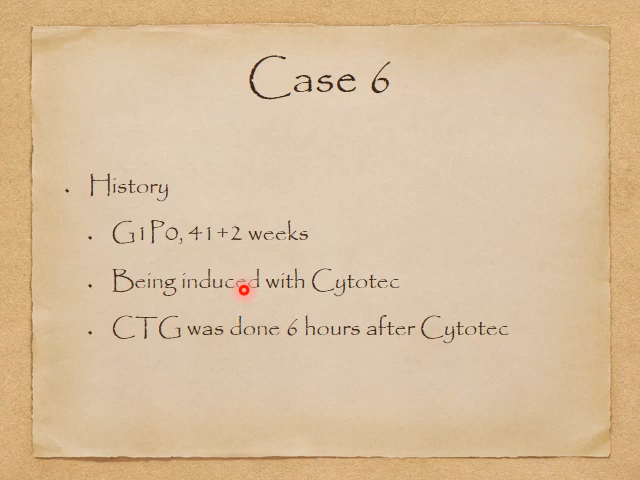 Case 6
History
G1P0, 41+2 weeks
Being induced with Cytotec
CTG was done 6 hours after Cytotec